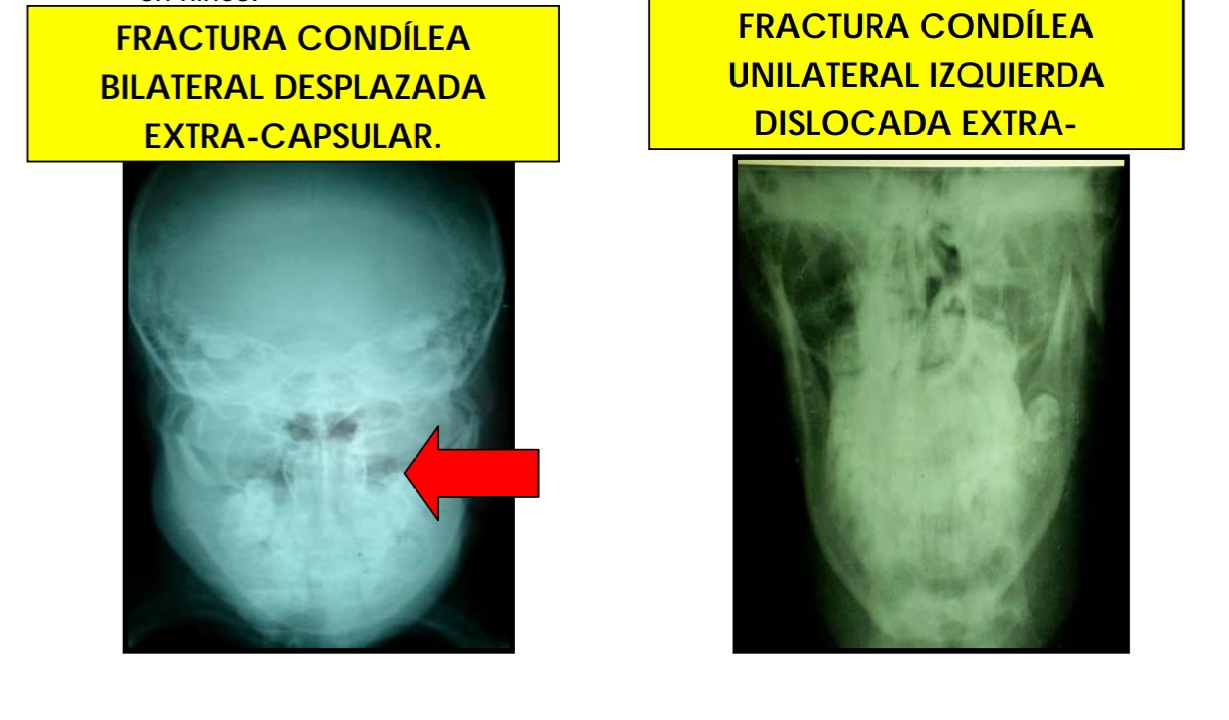 FRACTURA CONDÍLEA
BILATERAL DESPLAZADA
EXTRA-CAPSULAR.
FRACTURA CONDÍLEA
UNILATERAL IZQUIERDA
DISLOCADA EXTRA-